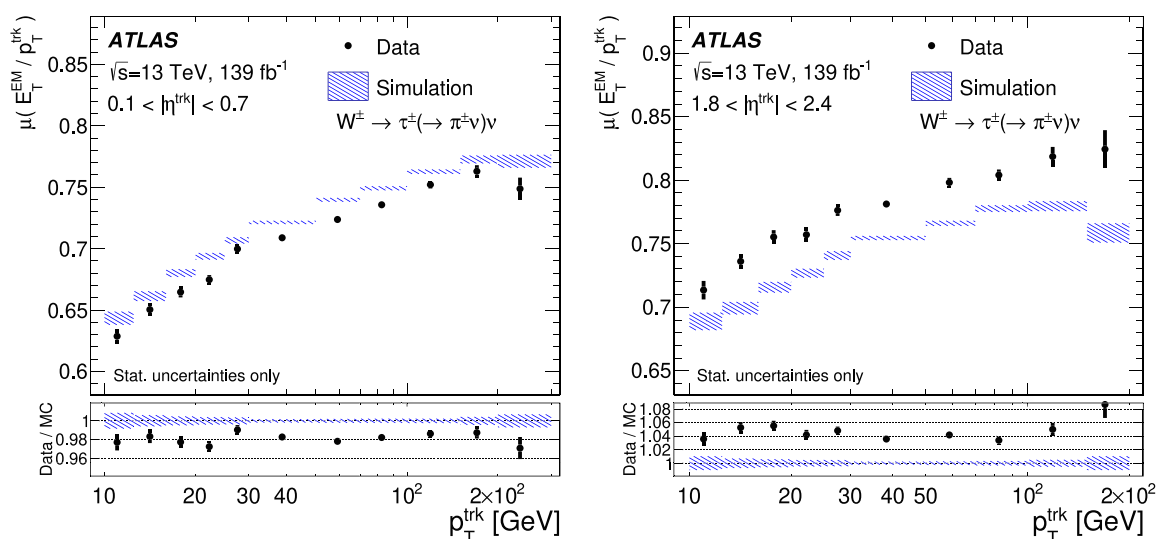 μ( E_T^EM / p_T^trk )
0.85
0.8
0.75
0.7
0.65
0.6
ATLAS
√s=13 TeV, 139 fb⁻¹
0.1 < |η^trk| < 0.7
Data
Simulation
W± → τ±(→ π±ν)ν
Stat. uncertainties only
Data / MC
1
0.98
0.96
10
20
30
40
10²
2×10²
p_T^trk [GeV]
μ( E_T^EM / p_T^trk )
0.9
0.85
0.8
0.75
0.7
0.65
ATLAS
√s=13 TeV, 139 fb⁻¹
1.8 < |η^trk| < 2.4
Data
Simulation
W± → τ±(→ π±ν)ν
Stat. uncertainties only
Data / MC
1.08
1.06
1.04
1.02
1
10
20
30
40
50
10²
2×10²
p_T^trk [GeV]